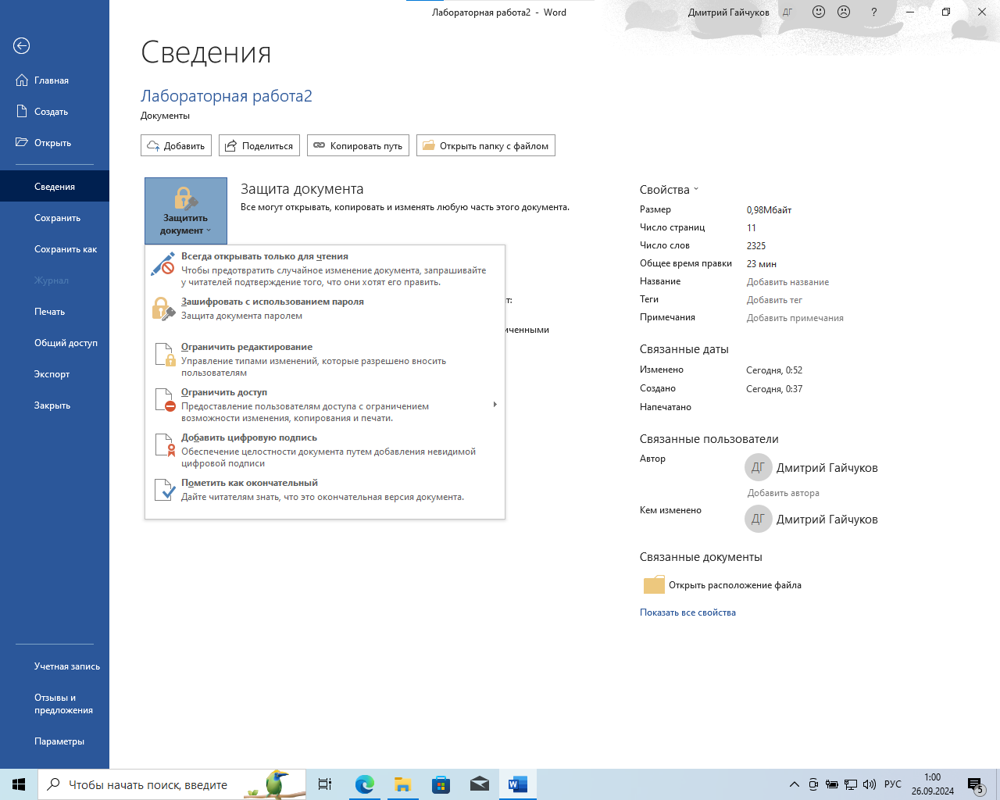 Лабораторная работа2 - Word
Дмитрий Гайчуков ДГ ?
Сведения
Главная
Создать
Открыть
Сведения
Сохранить
Сохранить как
Журнал
Печать
Общий доступ
Экспорт
Закрыть
Учетная запись
Отзывы и
предложения
Параметры
Лабораторная работа2
Документы
Добавить
Поделиться
Копировать путь
Открыть папку с файлом
Защитить
документ
Защита документа
Все могут открывать, копировать и изменять любую часть этого документа.
Всегда открывать только для чтения
Чтобы предотвратить случайное изменение документа, запрашивайте
у читателей подтверждение того, что они хотят его править.
Зашифровать с использованием пароля
Защита документа паролем
Ограничить редактирование
Управление типами изменений, которые разрешено вносить
пользователям
Ограничить доступ
Предоставление пользователям доступа с ограничением
возможности изменения, копирования и печати.
Добавить цифровую подпись
Обеспечение целостности документа путем добавления невидимой
цифровой подписи
Пометить как окончательный
Дайте читателям знать, что это окончательная версия документа.
т:
иченными
Свойства
Размер 0,98Мбайт
Число страниц 11
Число слов 2325
Общее время правки 23 мин
Название Добавить название
Теги Добавить тег
Примечания Добавить примечания
Связанные даты
Изменено Сегодня, 0:52
Создано Сегодня, 0:37
Напечатано
Связанные пользователи
Автор ДГ Дмитрий Гайчуков
Добавить автора
Кем изменено ДГ Дмитрий Гайчуков
Связанные документы
Открыть расположение файла
Показать все свойства
Чтобы начать поиск, введите
W
РУС
1:00
26.09.2024
5